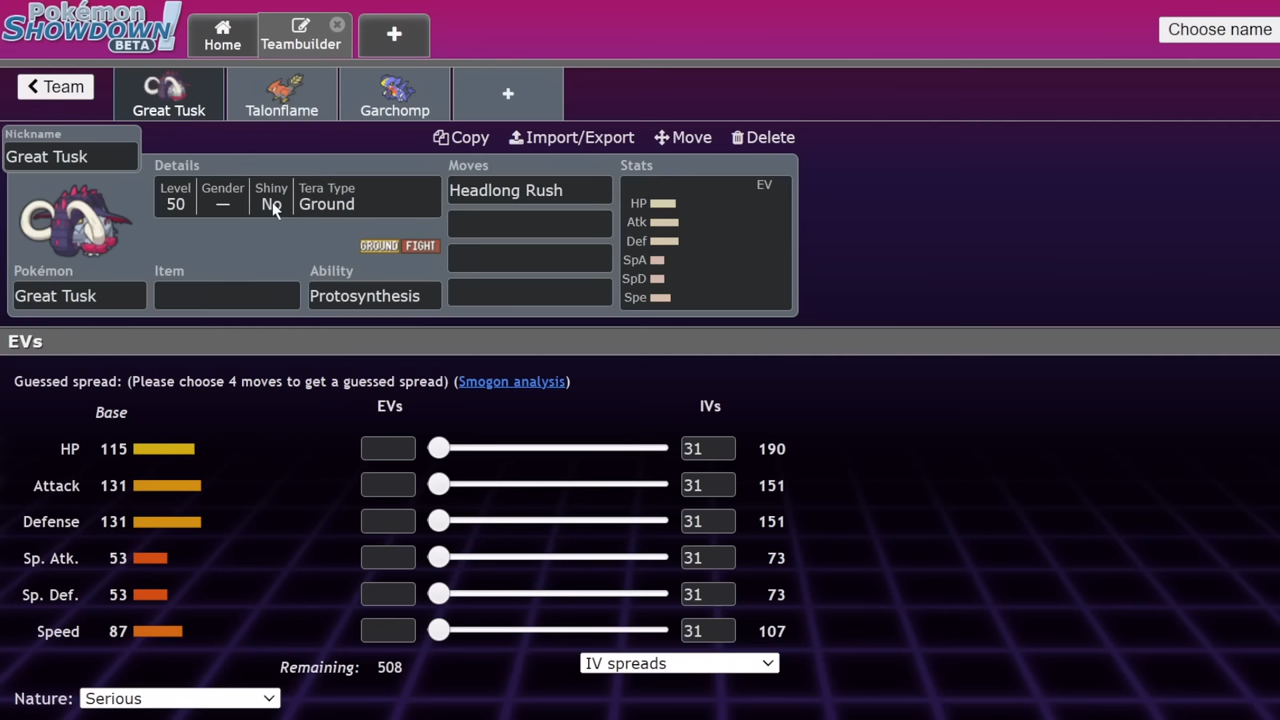 Pokémon
SHOWDOWN!
BETA
Home
Teambuilder
Choose name
Team
Great Tusk
Talonflame
Garchomp
Nickname
Great Tusk
Copy
Import/Export
Move
Delete
Details
Level
Gender
Shiny
Tera Type
50
—
No
Ground
GROUND
FIGHT
Pokémon
Great Tusk
Item
Ability
Protosynthesis
Moves
Headlong Rush
Stats
EV
HP
Atk
Def
SpA
SpD
Spe
EVs
Guessed spread: (Please choose 4 moves to get a guessed spread) (Smogon analysis)
Base EVs IVs
HP 115 31 190
Attack 131 31 151
Defense 131 31 151
Sp. Atk. 53 31 73
Sp. Def. 53 31 73
Speed 87 31 107
Remaining: 508
IV spreads
Nature: Serious